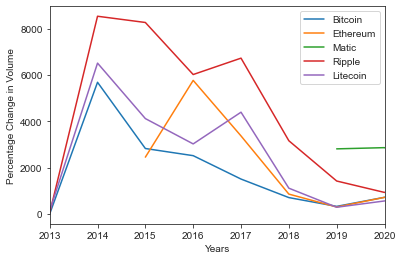 Percentage Change in Volume
8000
6000
4000
2000
0
Bitcoin
Ethereum
Matic
Ripple
Litecoin
2013 2014 2015 2016 2017 2018 2019 2020
Years